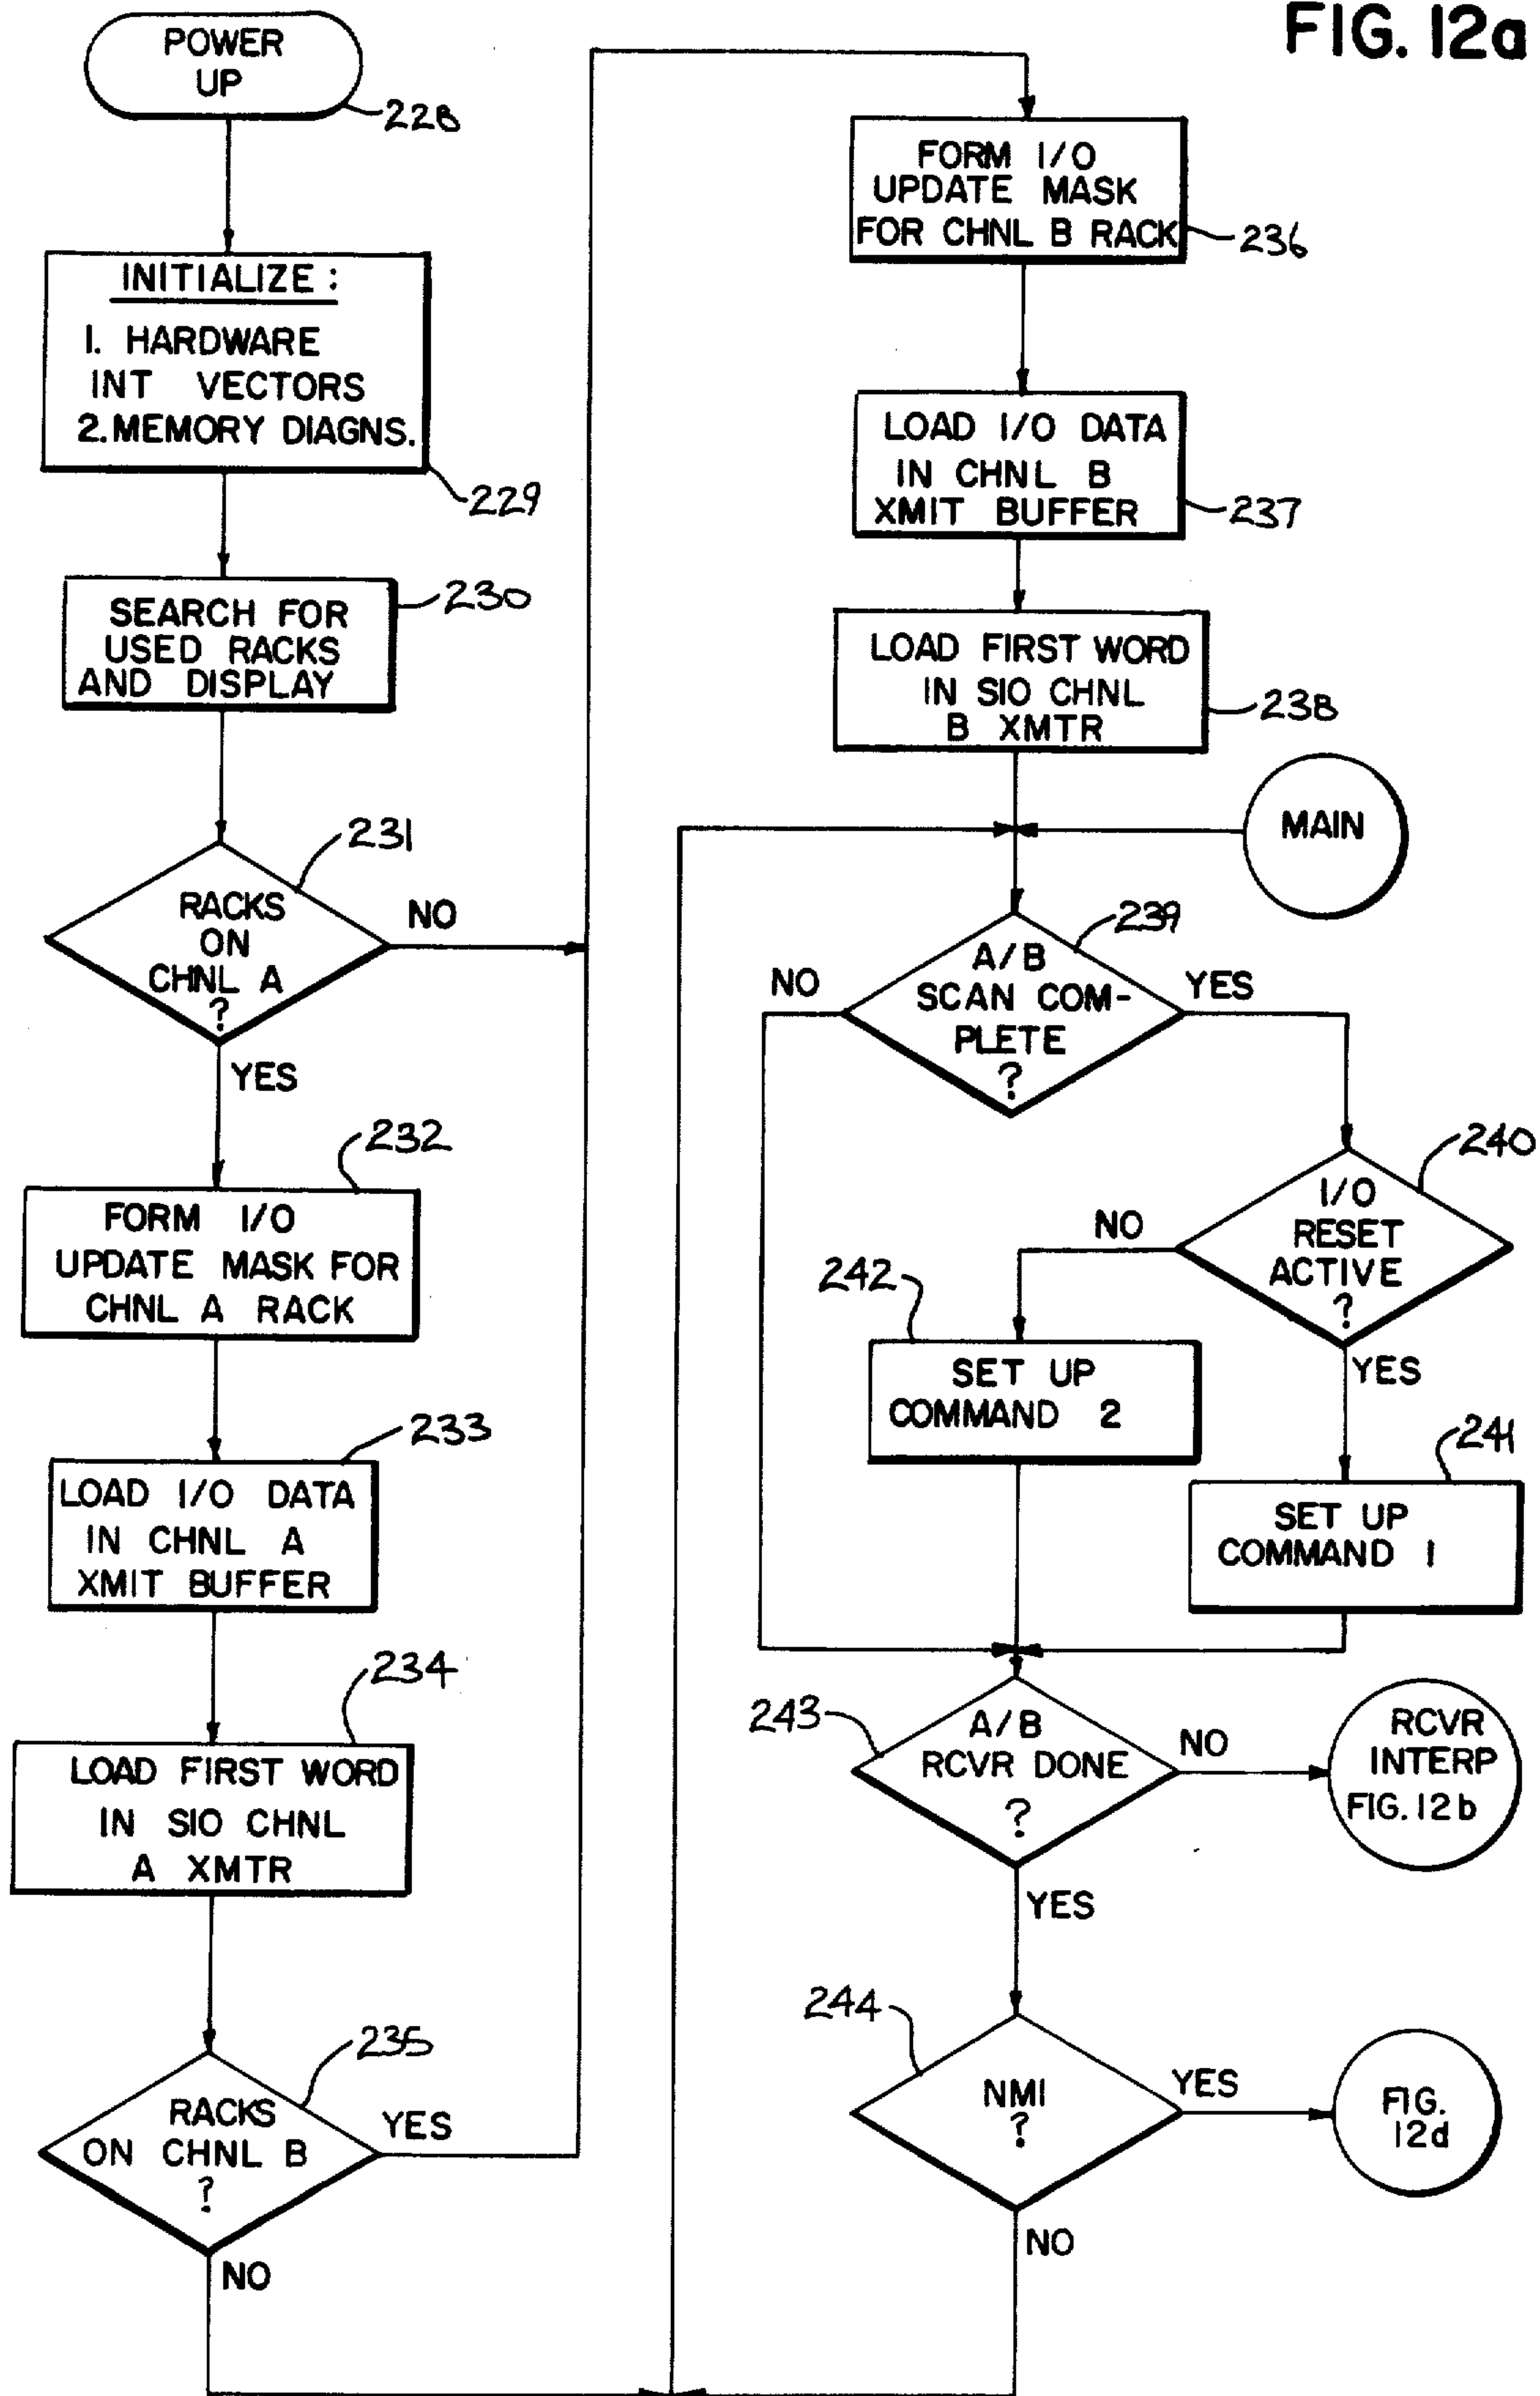 FIG. 12a
POWER
UP
228
INITIALIZE :
1. HARDWARE
INT VECTORS
2. MEMORY DIAGNS.
229
SEARCH FOR
USED RACKS
AND DISPLAY
230
231
RACKS
ON
CHNL A
?
NO
YES
232
FORM I/O
UPDATE MASK FOR
CHNL A RACK
233
LOAD I/O DATA
IN CHNL A
XMIT BUFFER
234
LOAD FIRST WORD
IN SIO CHNL
A XMTR
235
RACKS
ON CHNL B
?
YES
NO
FORM I/O
UPDATE MASK
FOR CHNL B RACK
236
LOAD I/O DATA
IN CHNL B
XMIT BUFFER
237
LOAD FIRST WORD
IN SIO CHNL
B XMTR
238
MAIN
239
A/B
SCAN COM-
PLETE
?
NO
YES
240
I/O
RESET
ACTIVE
?
NO
YES
242
SET UP
COMMAND 2
241
SET UP
COMMAND 1
243
A/B
RCVR DONE
?
NO
RCVR
INTERP
FIG. 12b
YES
244
NMI
?
YES
FIG.
12d
NO